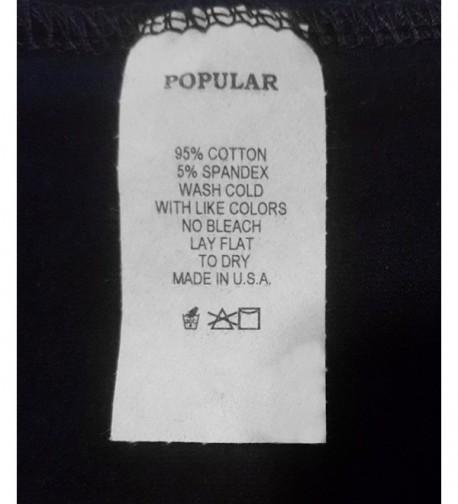 POPULAR
95% COTTON
5% SPANDEX
WASH COLD
WITH LIKE COLORS
NO BLEACH
LAY FLAT
TO DRY
MADE IN U.S.A.